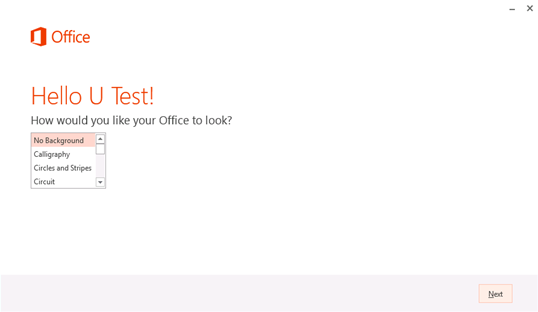 Office
Hello U Test!
How would you like your Office to look?
No Background
Calligraphy
Circles and Stripes
Circuit
Next